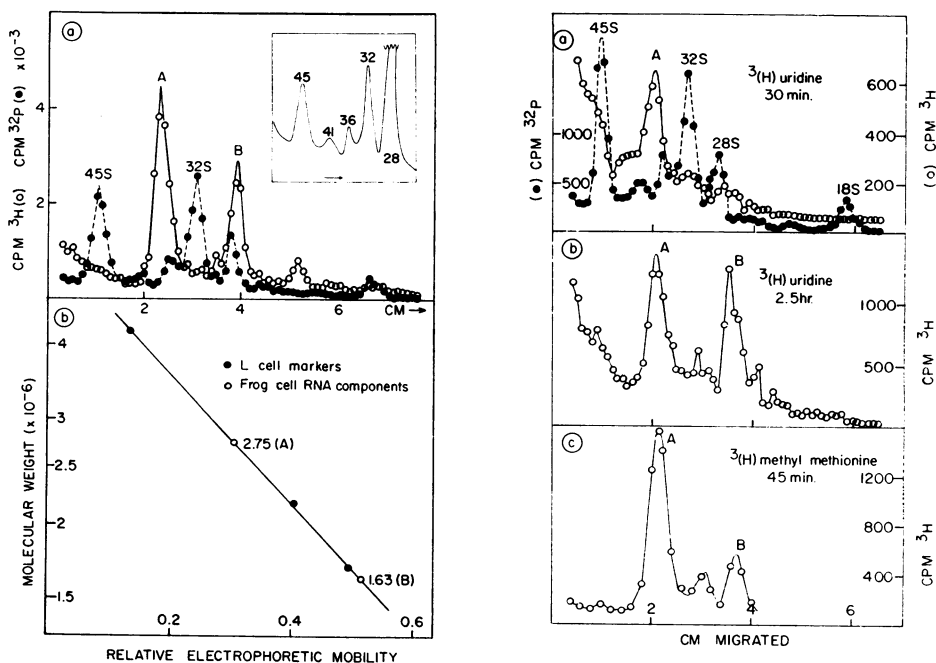 a
CPM ³H(o) CPM ³²P(●) ×10⁻³
4
2
A
45S
32S
B
45
41
36
32
28
2
4
6
CM →
b
MOLECULAR WEIGHT (×10⁻⁶)
4
3
2.5
2
1.5
● L cell markers
○ Frog cell RNA components
2.75 (A)
1.63 (B)
0.2
0.4
0.6
RELATIVE ELECTROPHORETIC MOBILITY
a
(●) CPM ³²P
1000
500
45S
A
32S
28S
18S
³(H) uridine
30 min.
600
400
200
(o) CPM ³H
b
A
B
³(H) uridine
2.5hr.
1000
500
CPM ³H
c
A
B
³(H) methyl methionine
45 min.
1200
800
400
CPM ³H
2
4
6
CM MIGRATED